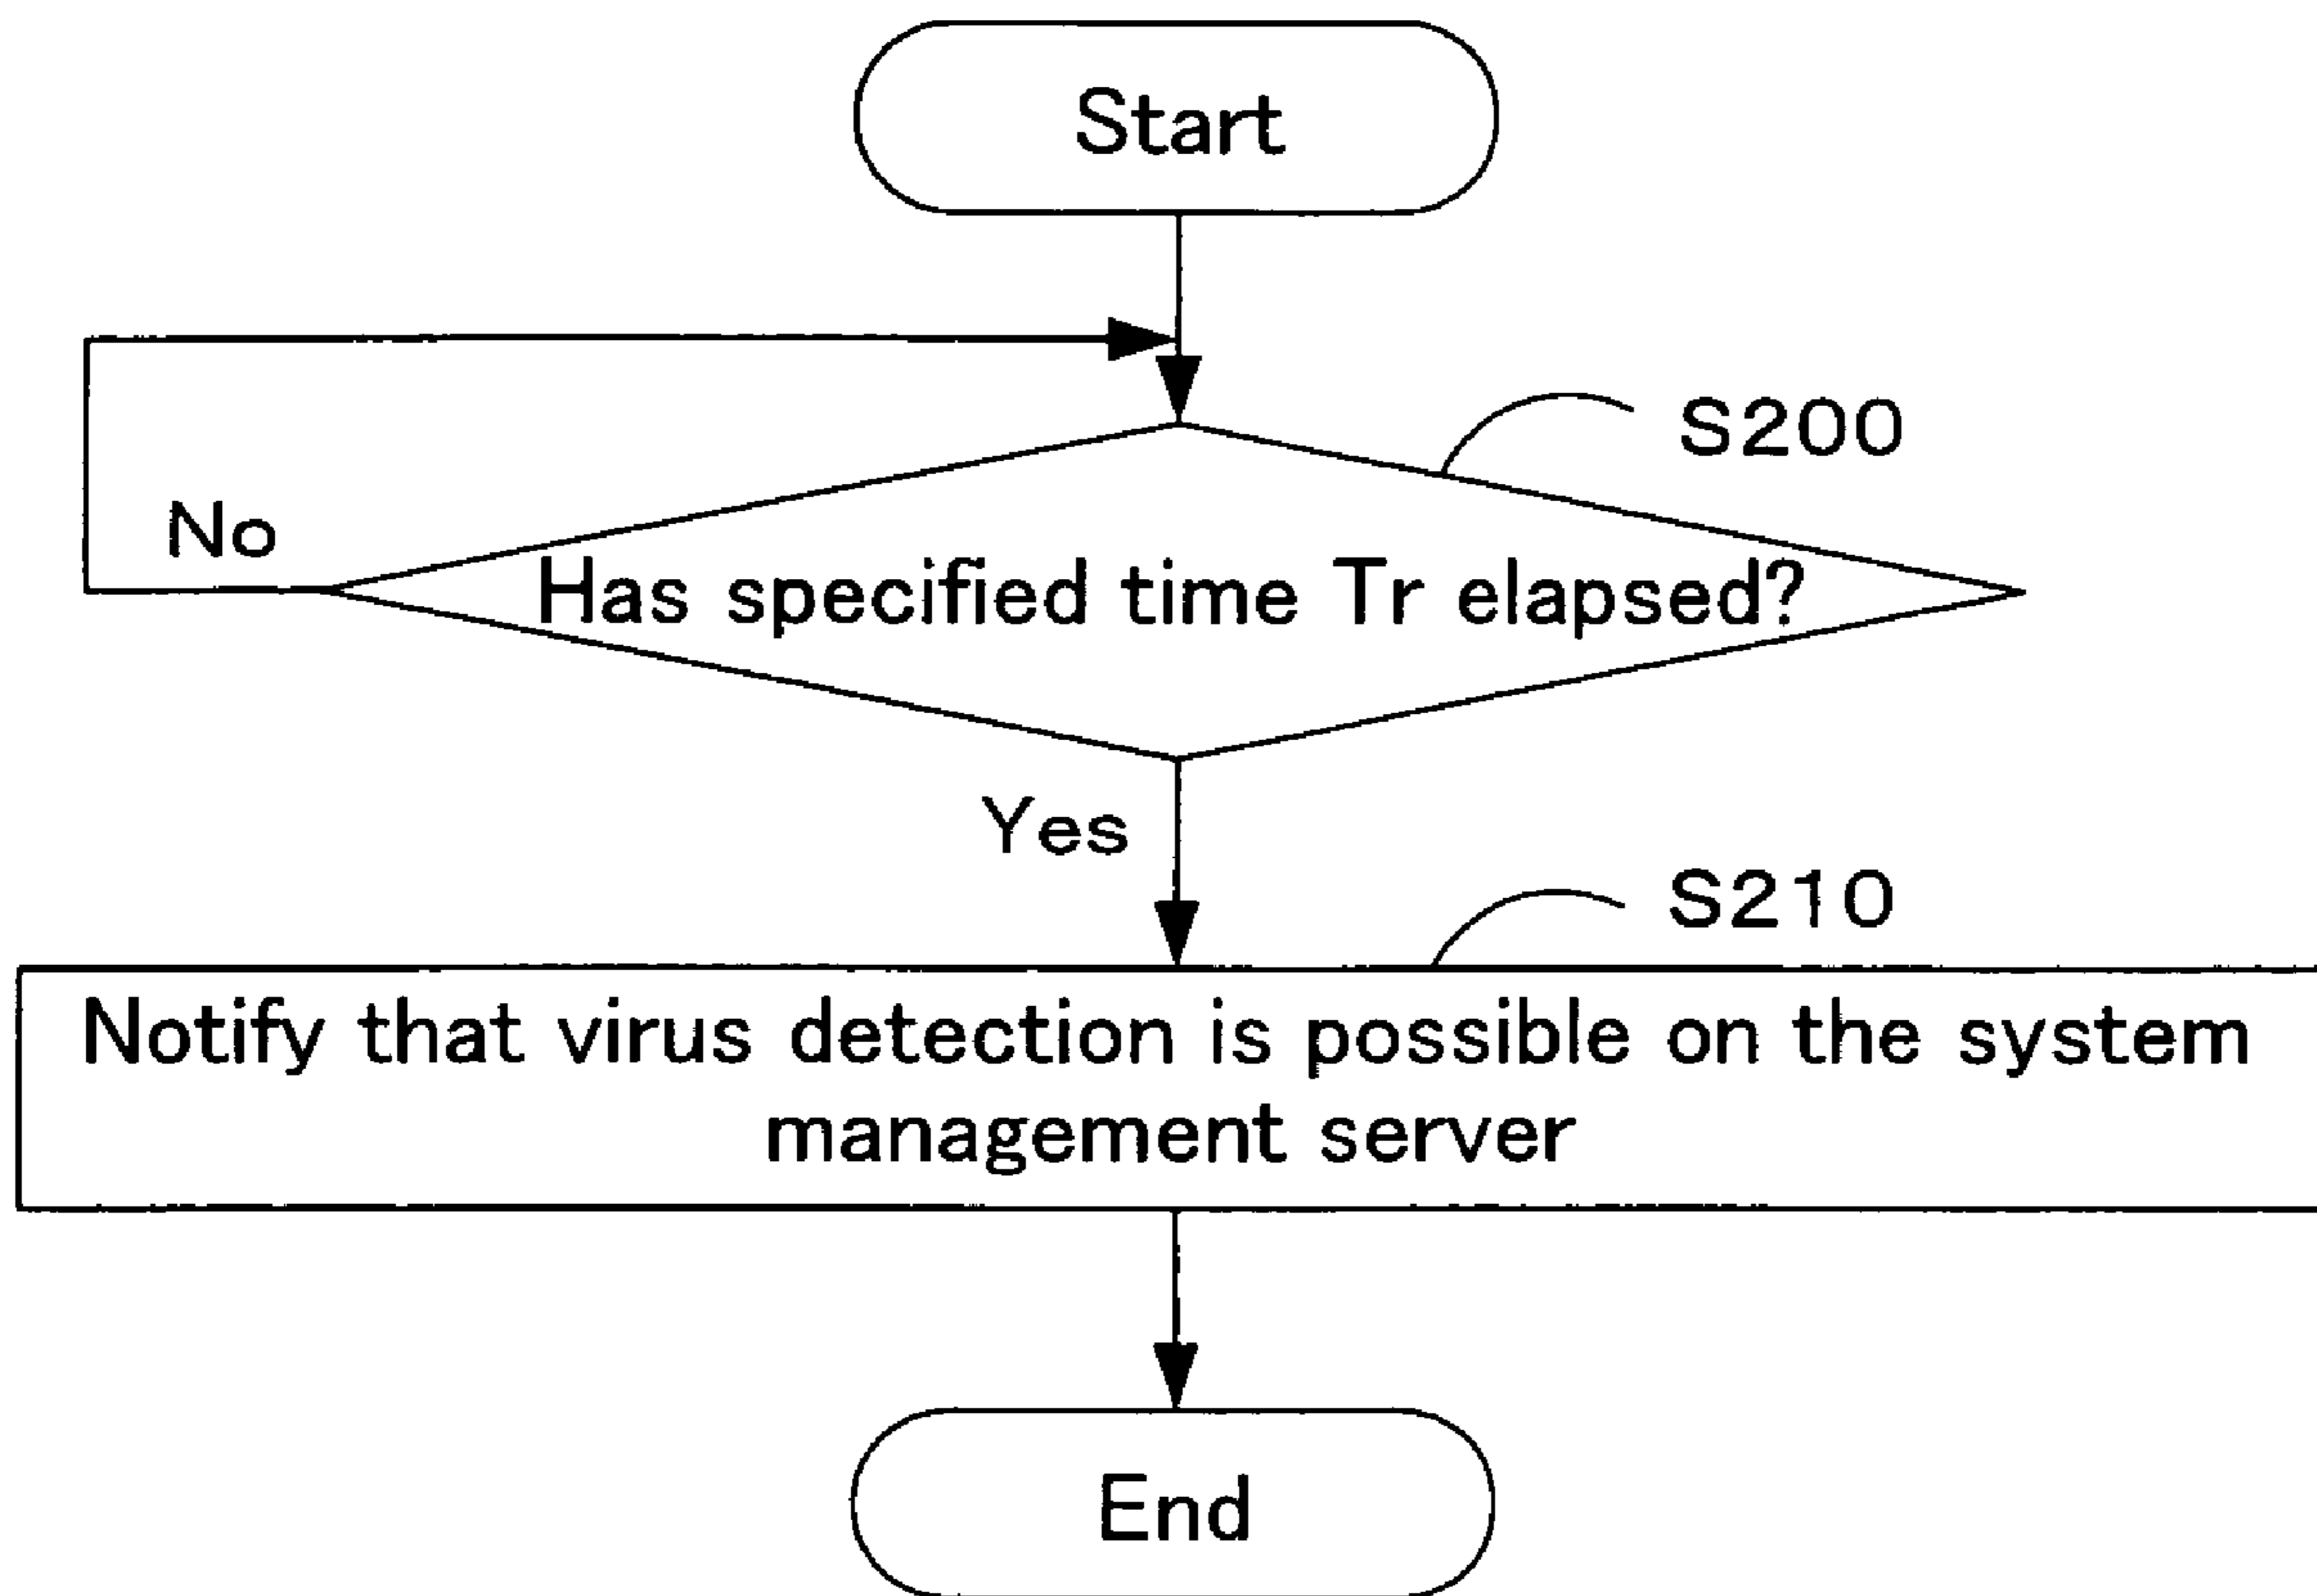 Start
S200
No
Has specified time Tr elapsed?
Yes
S210
Notify that virus detection is possible on the system
management server
End